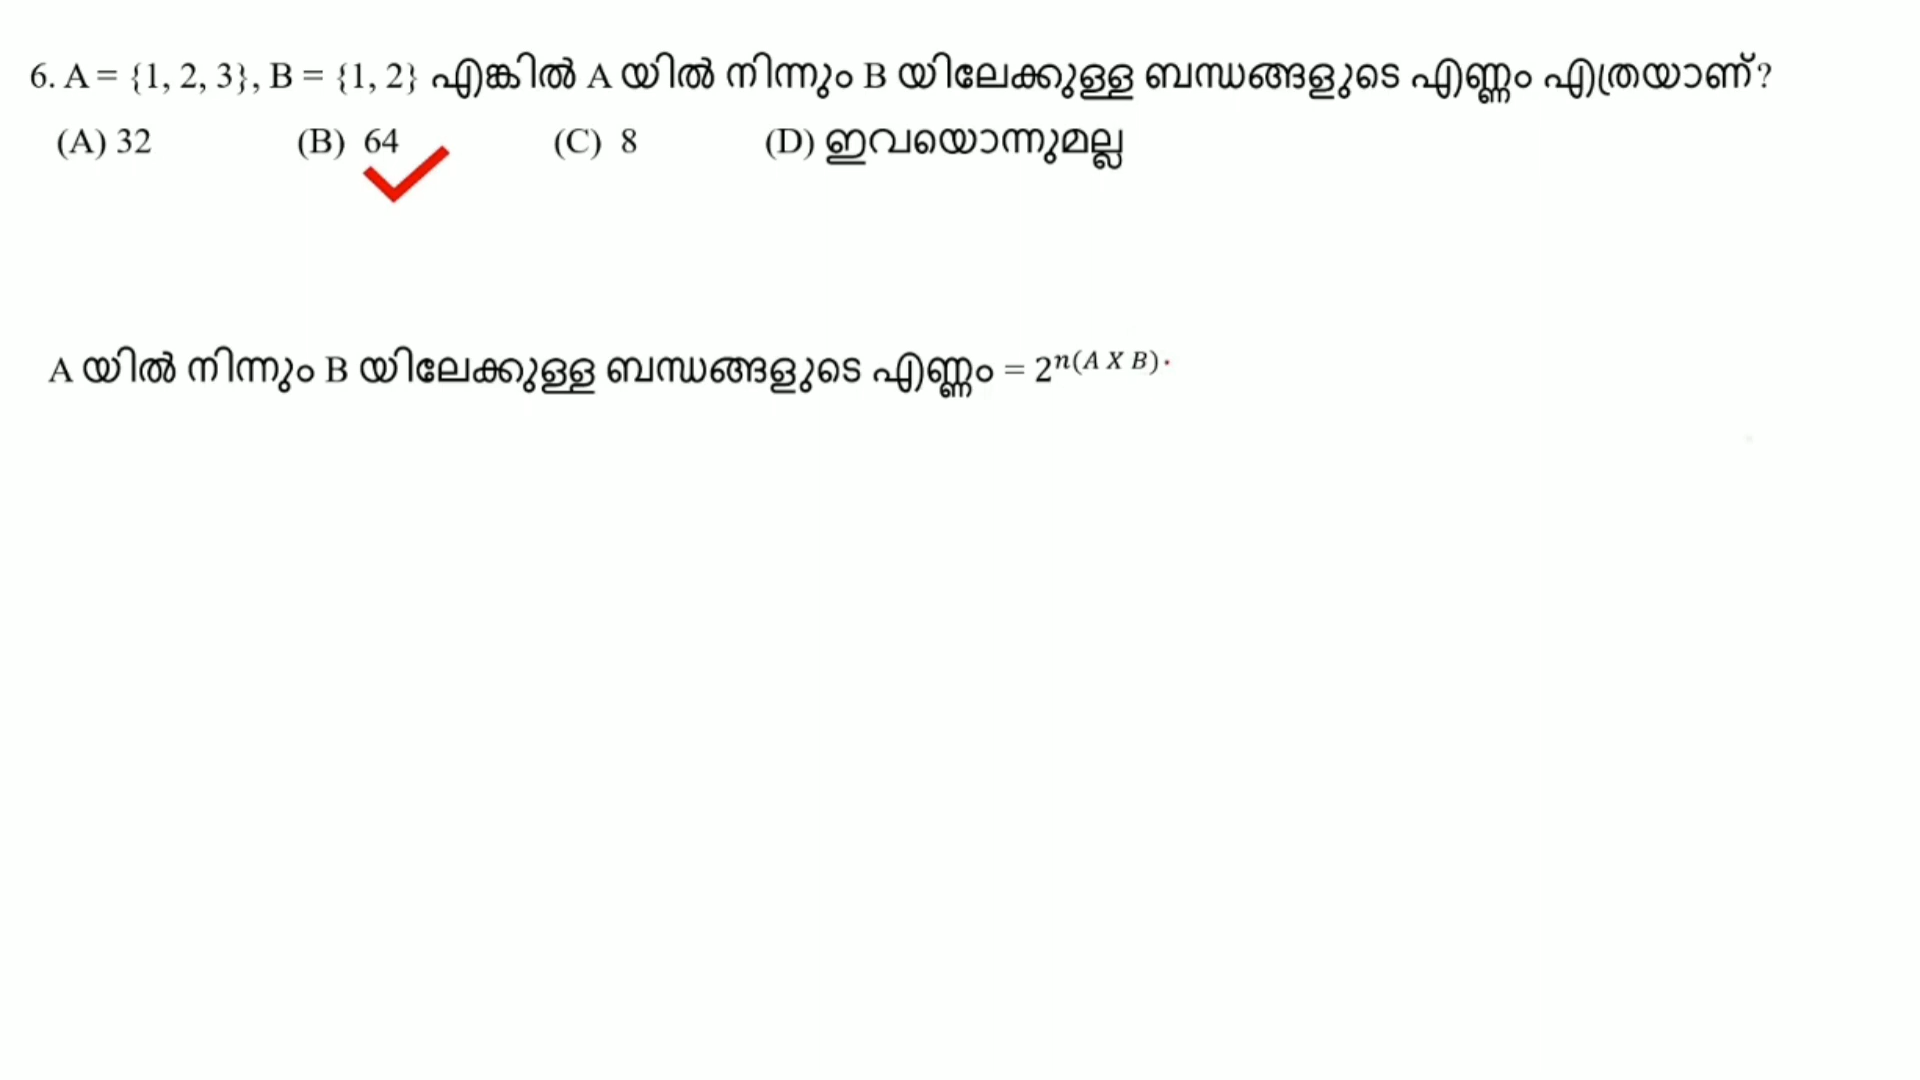 6. A = {1, 2, 3}, B = {1, 2} എങ്കിൽ A യിൽ നിന്നും B യിലേക്കുള്ള ബന്ധങ്ങളുടെ എണ്ണം എത്രയാണ്?
(A) 32 (B) 64 (C) 8 (D) ഇവയൊന്നുമല്ല
A യിൽ നിന്നും B യിലേക്കുള്ള ബന്ധങ്ങളുടെ എണ്ണം = 2^{n(A X B)}